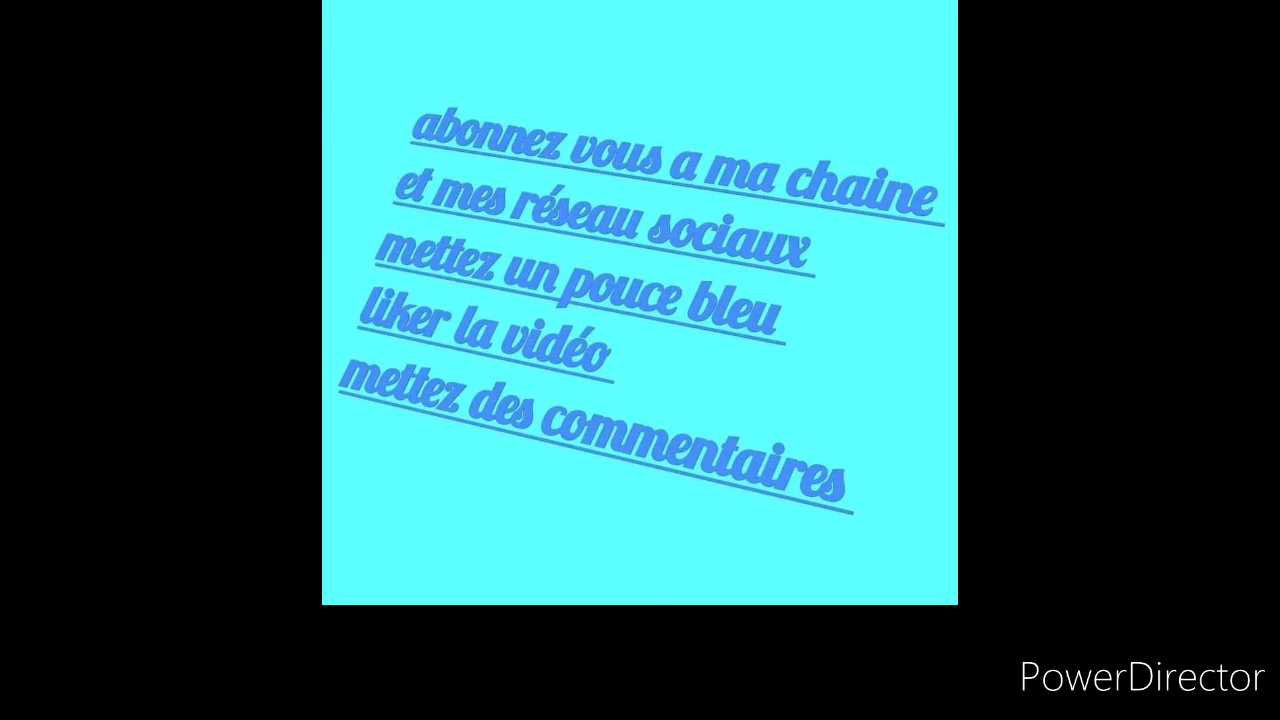 abonnez vous a ma chaine
et mes réseau sociaux
mettez un pouce bleu
liker la vidéo
mettez des commentaires
PowerDirector